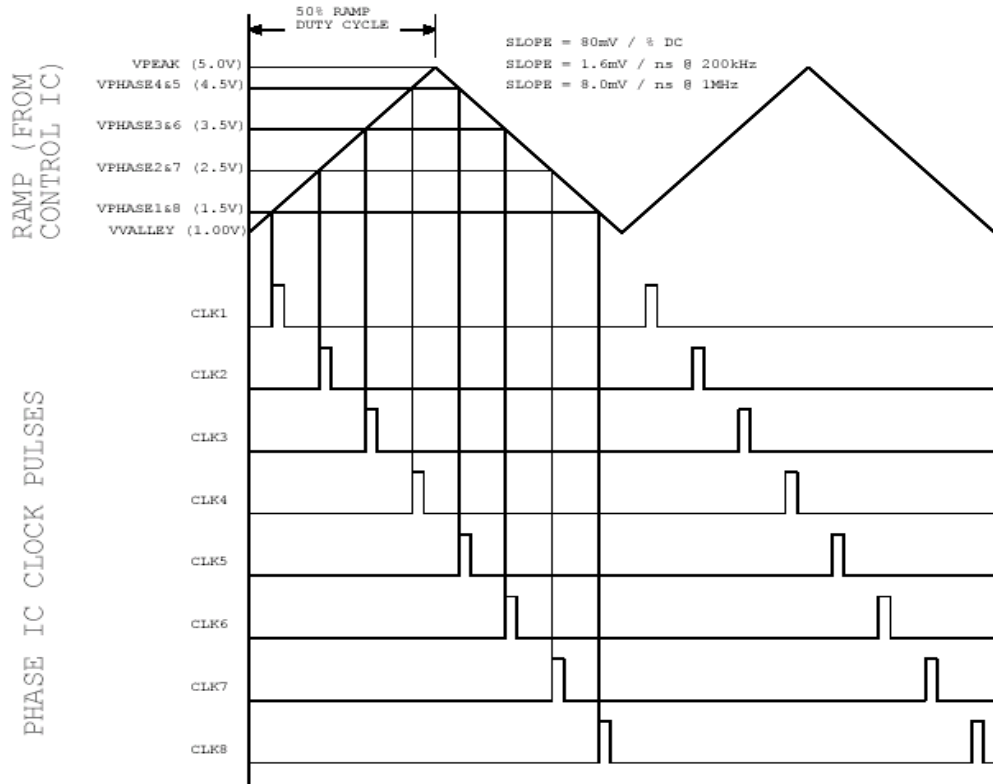 50% RAMP
DUTY CYCLE
SLOPE = 80mV / % DC
SLOPE = 1.6mV / ns @ 200kHz
SLOPE = 8.0mV / ns @ 1MHz
RAMP (FROM
CONTROL IC)
VPEAK (5.0V)
VPHASE4&5 (4.5V)
VPHASE3&6 (3.5V)
VPHASE2&7 (2.5V)
VPHASE1&8 (1.5V)
VVALLEY (1.00V)
PHASE IC CLOCK PULSES
CLK1
CLK2
CLK3
CLK4
CLK5
CLK6
CLK7
CLK8